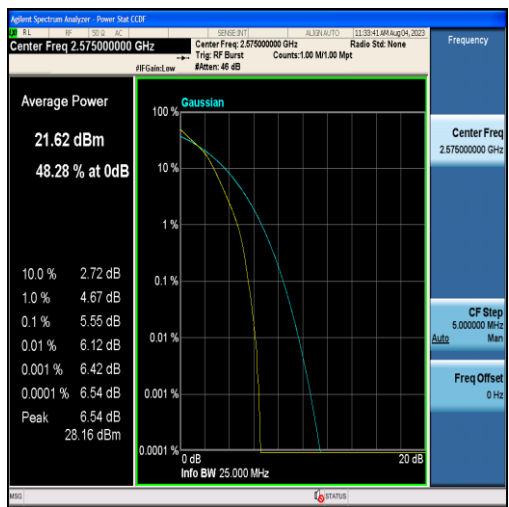 Agilent Spectrum Analyzer - Power Stat CCDF
RL RF 50 Ω AC SENSE:INT ALIGN AUTO 11:33:41 AM Aug 04, 2023
Center Freq 2.575000000 GHz
Center Freq: 2.575000000 GHz
Radio Std: None
Trig: RF Burst
Counts:1.00 M/1.00 Mpt
#IFGain:Low
#Atten: 46 dB
Frequency
Average Power
21.62 dBm
48.28 % at 0dB
10.0 % 2.72 dB
1.0 % 4.67 dB
0.1 % 5.55 dB
0.01 % 6.12 dB
0.001 % 6.42 dB
0.0001 % 6.54 dB
Peak 6.54 dB
28.16 dBm
Gaussian
100 %
10 %
1 %
0.1 %
0.01 %
0.001 %
0.0001 %
0 dB
20 dB
Info BW 25.000 MHz
Center Freq
2.575000000 GHz
CF Step
5.000000 MHz
Auto Man
Freq Offset
0 Hz
MSG
STATUS